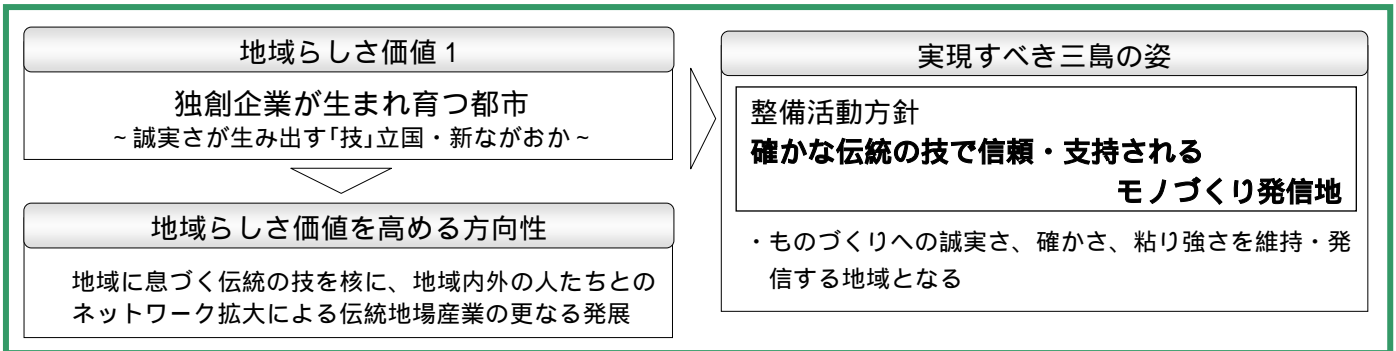 地域らしさ価値1
独創企業が生まれ育つ都市
~誠実さが生み出す「技」立国・新ながおか~
地域らしさ価値を高める方向性
地域に息づく伝統の技を核に、地域内外の人たちとの
ネットワーク拡大による伝統地場産業の更なる発展
実現すべき三島の姿
整備活動方針
確かな伝統の技で信頼・支持される
モノづくり発信地
・ものづくりへの誠実さ、確かさ、粘り強さを維持・発
信する地域となる